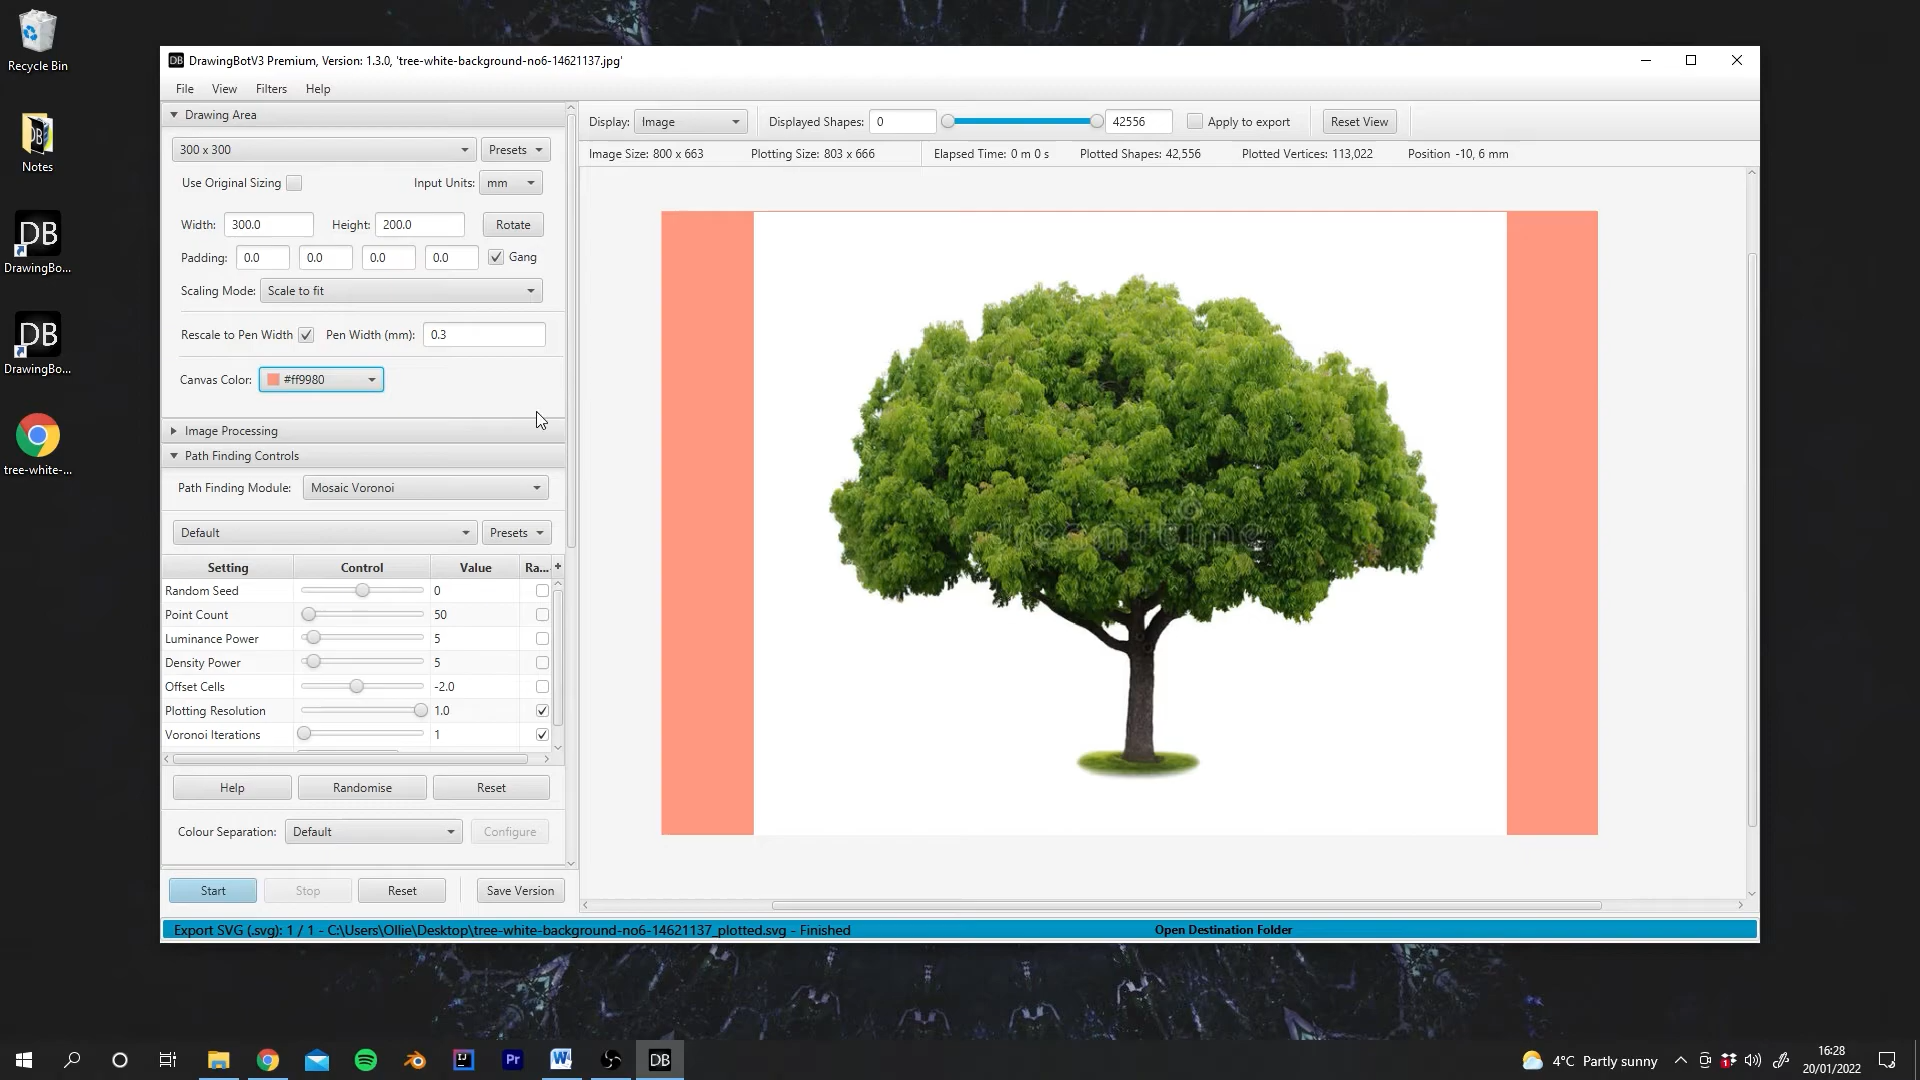 Recycle Bin
Notes
DrawingBo...
DrawingBo...
tree-white-...
DrawingBotV3 Premium, Version: 1.3.0, 'tree-white-background-no6-14621137.jpg'
File View Filters Help
Drawing Area
300 x 300 Presets
Use Original Sizing Input Units: mm
Width: 300.0 Height: 200.0 Rotate
Padding: 0.0 0.0 0.0 0.0 Gang
Scaling Mode: Scale to fit
Rescale to Pen Width Pen Width (mm): 0.3
Canvas Color: #ff9980
Image Processing
Path Finding Controls
Path Finding Module: Mosaic Voronoi
Default Presets
Setting Control Value Ra... +
Random Seed 0
Point Count 50
Luminance Power 5
Density Power 5
Offset Cells -2.0
Plotting Resolution 1.0
Voronoi Iterations 1
Help Randomise Reset
Colour Separation: Default Configure
Start Stop Reset Save Version
Display: Image Displayed Shapes: 0 42556 Apply to export Reset View
Image Size: 800 x 663 Plotting Size: 803 x 666 Elapsed Time: 0 m 0 s Plotted Shapes: 42,556 Plotted Vertices: 113,022 Position -10, 6 mm
dreamstime
Export SVG (.svg): 1 / 1 - C:\Users\Ollie\Desktop\tree-white-background-no6-14621137_plotted.svg - Finished Open Destination Folder
4°C Partly sunny
16:28
20/01/2022